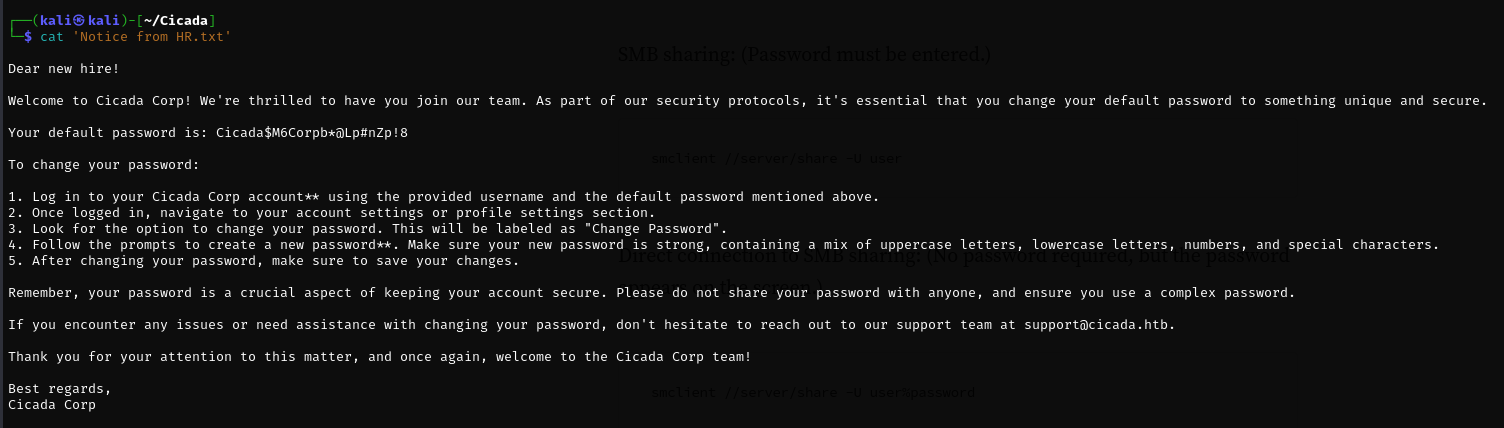 ┌──(kali㉿kali)-[~/Cicada]
└─$ cat 'Notice from HR.txt'
SMB sharing: (Password must be entered.)
Dear new hire!
Welcome to Cicada Corp! We're thrilled to have you join our team. As part of our security protocols, it's essential that you change your default password to something unique and secure.
Your default password is: Cicada$M6Corpb*@Lp#nZp!8
smclient //server/share -U user
To change your password:
1. Log in to your Cicada Corp account** using the provided username and the default password mentioned above.
2. Once logged in, navigate to your account settings or profile settings section.
3. Look for the option to change your password. This will be labeled as "Change Password".
4. Follow the prompts to create a new password**. Make sure your new password is strong, containing a mix of uppercase letters, lowercase letters, numbers, and special characters.
Direct connection to SMB sharing: (No password required, but the password
5. After changing your password, make sure to save your changes.
Remember, your password is a crucial aspect of keeping your account secure. Please do not share your password with anyone, and ensure you use a complex password.
If you encounter any issues or need assistance with changing your password, don't hesitate to reach out to our support team at support@cicada.htb.
Thank you for your attention to this matter, and once again, welcome to the Cicada Corp team!
Best regards,
smclient //server/share -U user%password
Cicada Corp